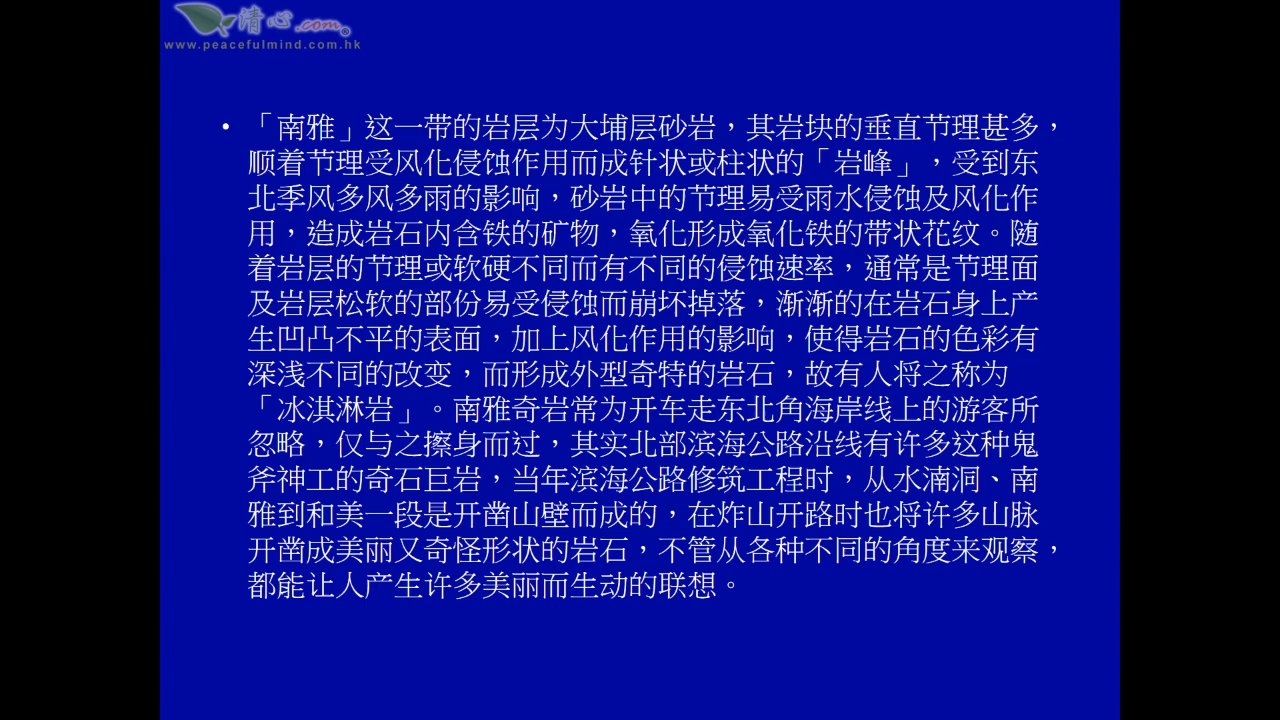 清心.com®
www.peacefulmind.com.hk
•「南雅」这一带的岩层为大埔层砂岩，其岩块的垂直节理甚多，
顺着节理受风化侵蚀作用而成针状或柱状的「岩峰」，受到东
北季风多风多雨的影响，砂岩中的节理易受雨水侵蚀及风化作
用，造成岩石内含铁的矿物，氧化形成氧化铁的带状花纹。随
着岩层的节理或软硬不同而有不同的侵蚀速率，通常是节理面
及岩层松软的部份易受侵蚀而崩坏掉落，渐渐的在岩石身上产
生凹凸不平的表面，加上风化作用的影响，使得岩石的色彩有
深浅不同的改变，而形成外型奇特的岩石，故有人将之称为
「冰淇淋岩」。南雅奇岩常为开车走东北角海岸线上的游客所
忽略，仅与之擦身而过，其实北部滨海公路沿线有许多这种鬼
斧神工的奇石巨岩，当年滨海公路修筑工程时，从水湳洞、南
雅到和美一段是开凿山壁而成的，在炸山开路时也将许多山脉
开凿成美丽又奇怪形状的岩石，不管从各种不同的角度来观察，
都能让人产生许多美丽而生动的联想。